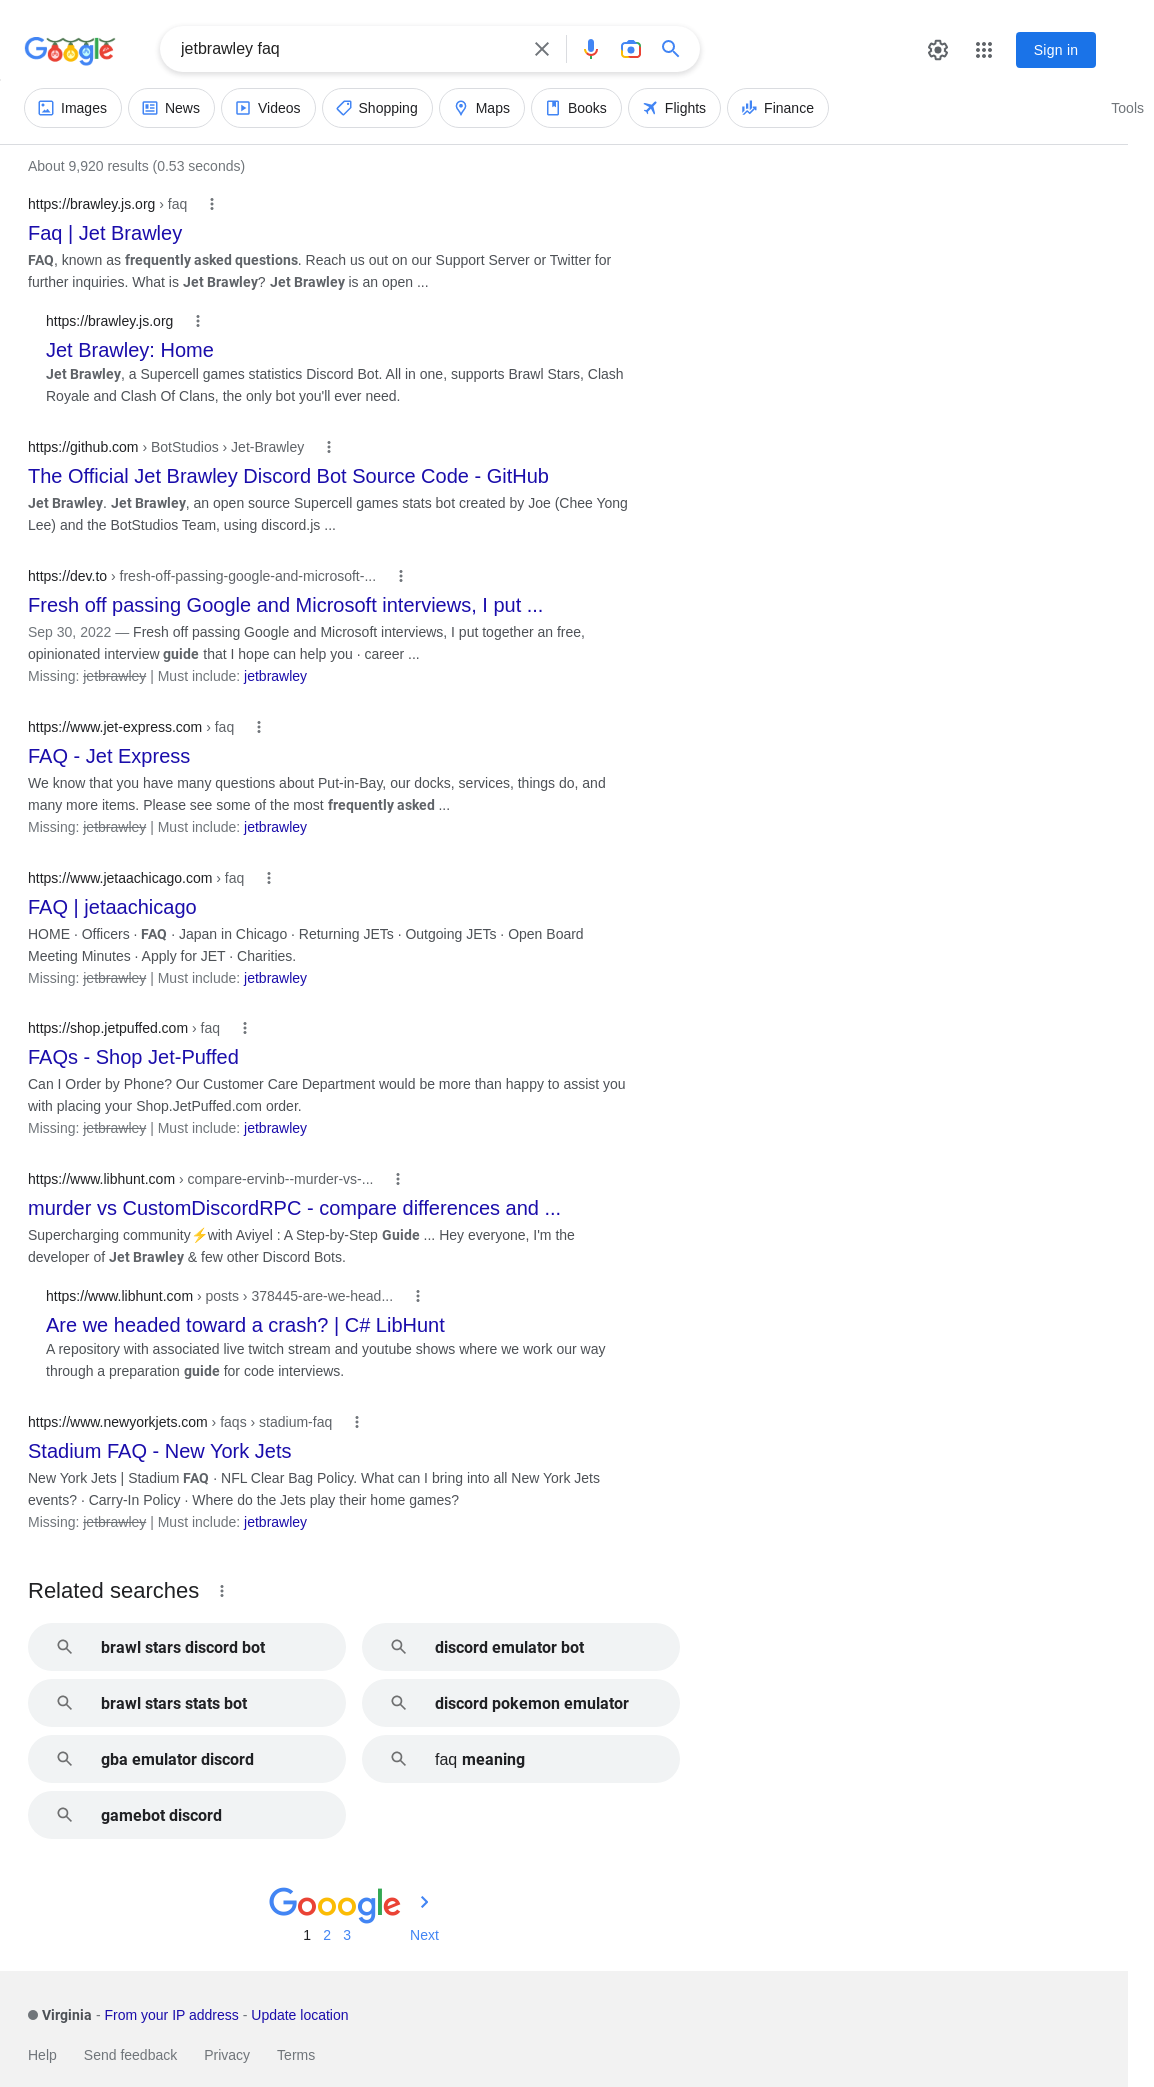 Google
jetbrawley faq
Sign in
Images
News
Videos
Shopping
Maps
Books
Flights
Finance
Tools
About 9,920 results (0.53 seconds)
https://brawley.js.org › faq
Faq | Jet Brawley
FAQ, known as frequently asked questions. Reach us out on our Support Server or Twitter for
further inquiries. What is Jet Brawley? Jet Brawley is an open ...
https://brawley.js.org
Jet Brawley: Home
Jet Brawley, a Supercell games statistics Discord Bot. All in one, supports Brawl Stars, Clash
Royale and Clash Of Clans, the only bot you'll ever need.
https://github.com › BotStudios › Jet-Brawley
The Official Jet Brawley Discord Bot Source Code - GitHub
Jet Brawley. Jet Brawley, an open source Supercell games stats bot created by Joe (Chee Yong
Lee) and the BotStudios Team, using discord.js ...
https://dev.to › fresh-off-passing-google-and-microsoft-...
Fresh off passing Google and Microsoft interviews, I put ...
Sep 30, 2022 — Fresh off passing Google and Microsoft interviews, I put together an free,
opinionated interview guide that I hope can help you · career ...
Missing: jetbrawley | Must include: jetbrawley
https://www.jet-express.com › faq
FAQ - Jet Express
We know that you have many questions about Put-in-Bay, our docks, services, things do, and
many more items. Please see some of the most frequently asked ...
Missing: jetbrawley | Must include: jetbrawley
https://www.jetaachicago.com › faq
FAQ | jetaachicago
HOME · Officers · FAQ · Japan in Chicago · Returning JETs · Outgoing JETs · Open Board
Meeting Minutes · Apply for JET · Charities.
Missing: jetbrawley | Must include: jetbrawley
https://shop.jetpuffed.com › faq
FAQs - Shop Jet-Puffed
Can I Order by Phone? Our Customer Care Department would be more than happy to assist you
with placing your Shop.JetPuffed.com order.
Missing: jetbrawley | Must include: jetbrawley
https://www.libhunt.com › compare-ervinb--murder-vs-...
murder vs CustomDiscordRPC - compare differences and ...
Supercharging community⚡with Aviyel : A Step-by-Step Guide ... Hey everyone, I'm the
developer of Jet Brawley & few other Discord Bots.
https://www.libhunt.com › posts › 378445-are-we-head...
Are we headed toward a crash? | C# LibHunt
A repository with associated live twitch stream and youtube shows where we work our way
through a preparation guide for code interviews.
https://www.newyorkjets.com › faqs › stadium-faq
Stadium FAQ - New York Jets
New York Jets | Stadium FAQ · NFL Clear Bag Policy. What can I bring into all New York Jets
events? · Carry-In Policy · Where do the Jets play their home games?
Missing: jetbrawley | Must include: jetbrawley
Related searches
brawl stars discord bot
discord emulator bot
brawl stars stats bot
discord pokemon emulator
gba emulator discord
faq meaning
gamebot discord
Gooogle
1 2 3 Next
Virginia - From your IP address - Update location
Help Send feedback Privacy Terms